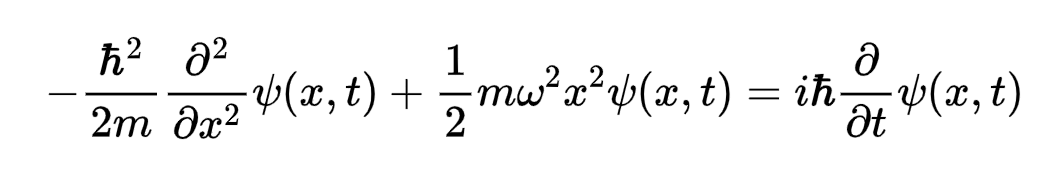 $-\frac{\hbar^2}{2m} \frac{\partial^2}{\partial x^2} \psi(x,t) + \frac{1}{2} m\omega^2 x^2 \psi(x,t) = i\hbar \frac{\partial}{\partial t} \psi(x,t)$